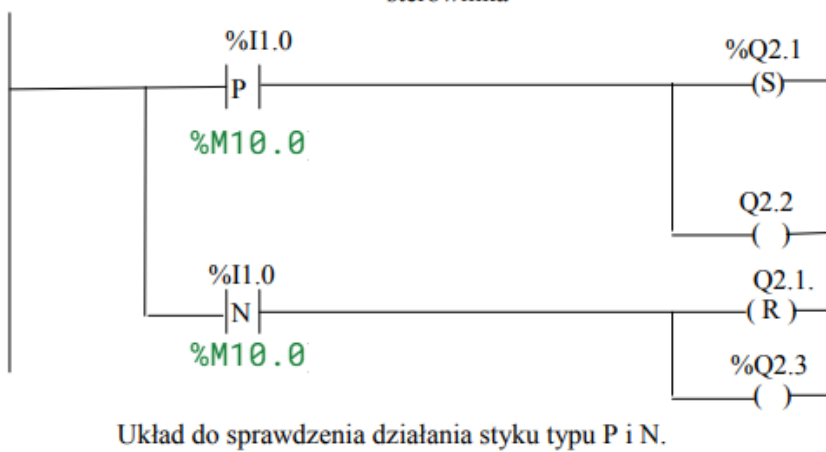 %I1.0 %Q2.1
P (S)
%M10.0
Q2.2
( )
%I1.0 Q2.1.
N ( R )
%M10.0
%Q2.3
( )
Układ do sprawdzenia działania styku typu P i N.